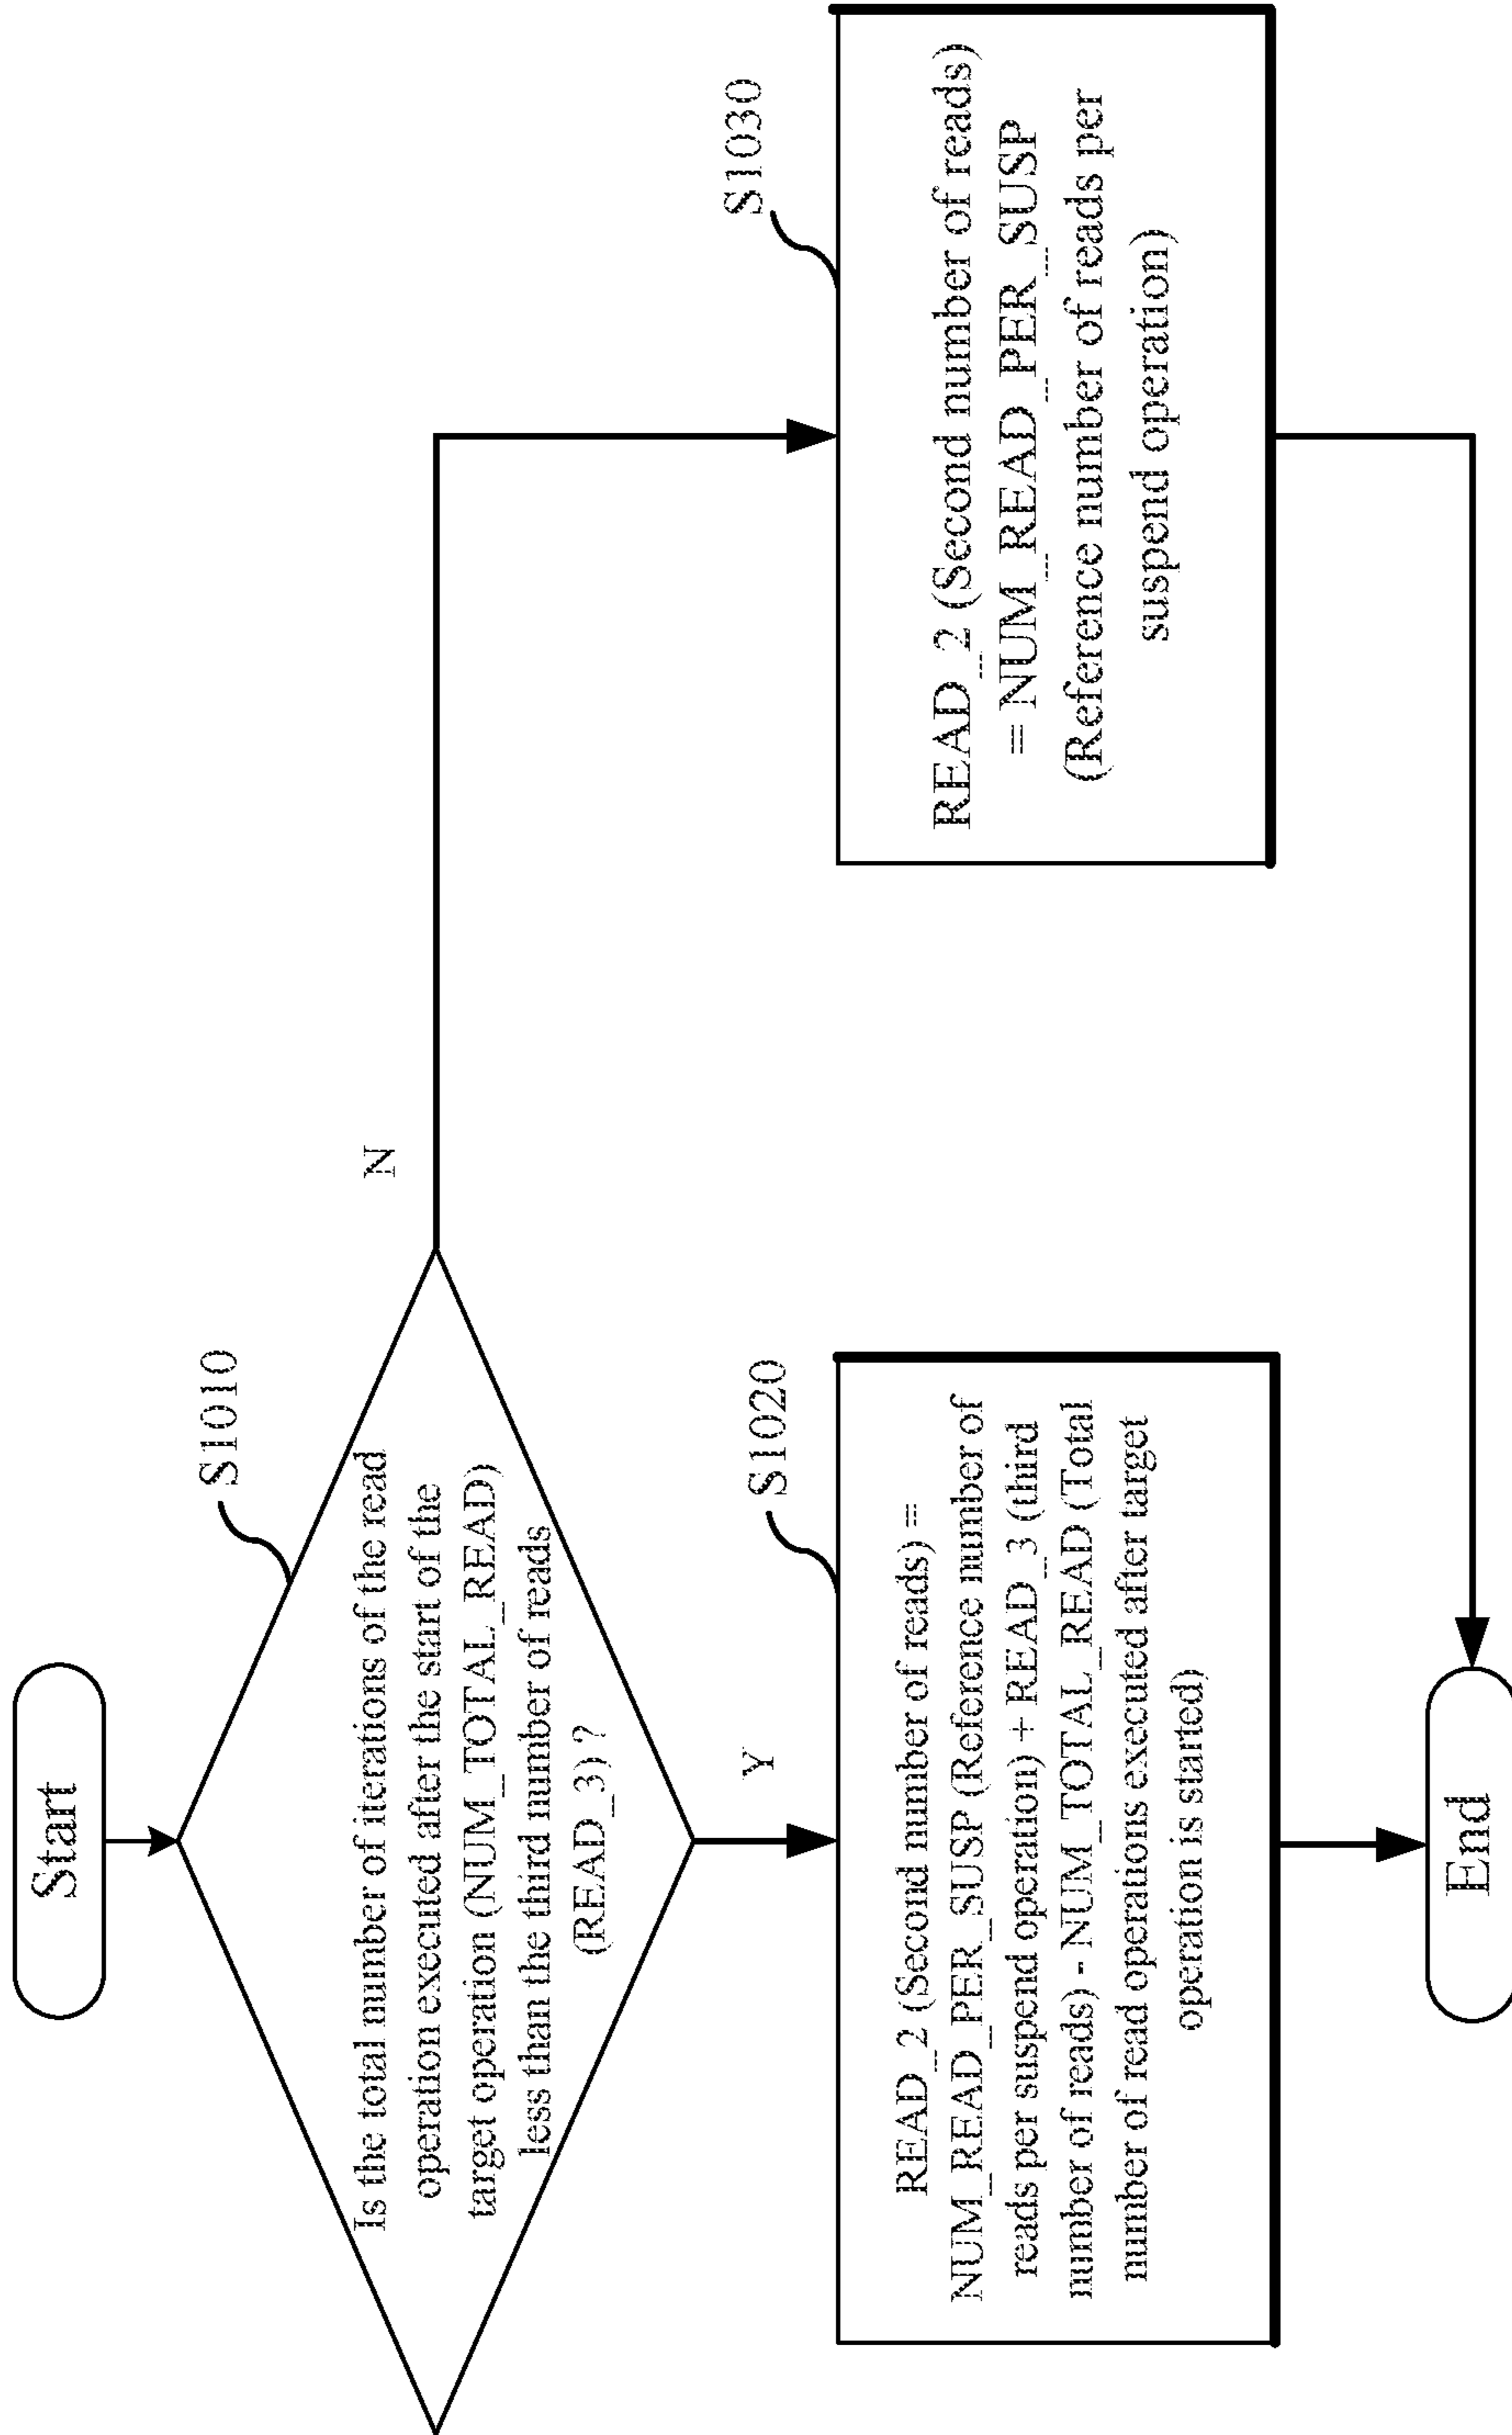 Start
S1010
Is the total number of iterations of the read
operation executed after the start of the
target operation (NUM_TOTAL_READ)
less than the third number of reads
(READ_3) ?
N
Y
S1020
READ_2 (Second number of reads) =
NUM_READ_PER_SUSP (Reference number of
reads per suspend operation) + READ_3 (third
number of reads) - NUM_TOTAL_READ (Total
number of read operations executed after target
operation is started)
S1030
READ_2 (Second number of reads)
= NUM_READ_PER_SUSP
(Reference number of reads per
suspend operation)
End